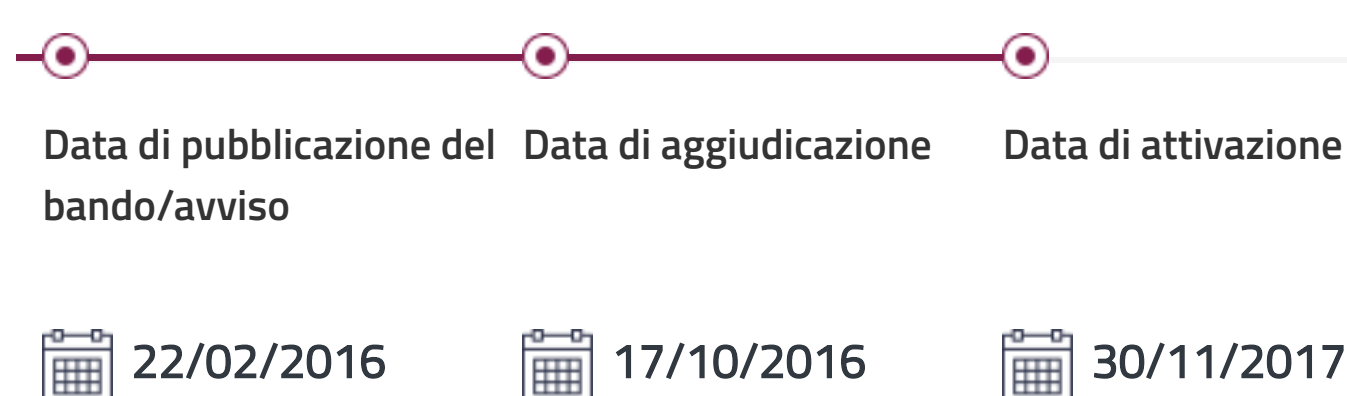 Data di pubblicazione del
bando/avviso
Data di aggiudicazione
Data di attivazione
22/02/2016
17/10/2016
30/11/2017